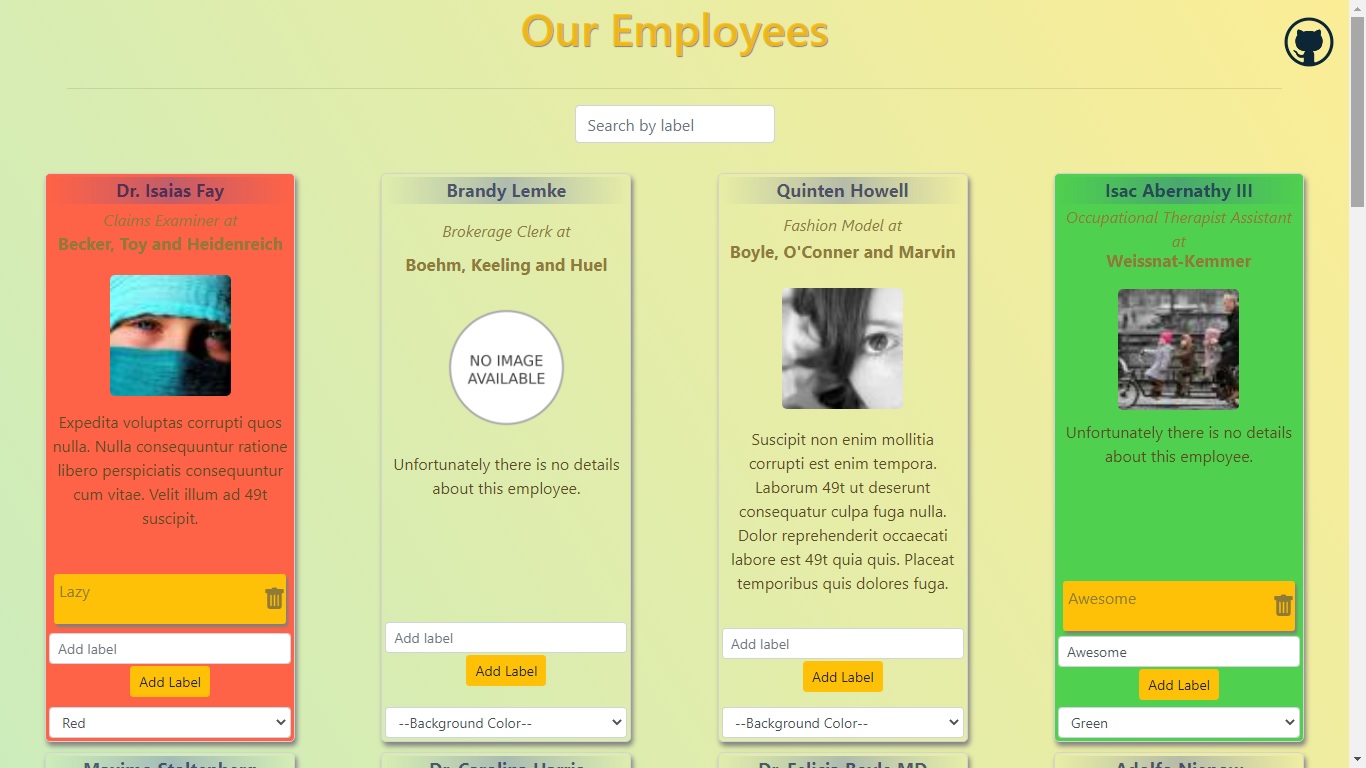 Our Employees
Search by label
Dr. Isaias Fay
Claims Examiner at
Becker, Toy and Heidenreich
Expedita voluptas corrupti quos
nulla. Nulla consequuntur ratione
libero perspiciatis consequuntur
cum vitae. Velit illum ad 49t
suscipit.
Lazy
Add label
Add Label
Red
Brandy Lemke
Brokerage Clerk at
Boehm, Keeling and Huel
NO IMAGE
AVAILABLE
Unfortunately there is no details
about this employee.
Add label
Add Label
--Background Color--
Quinten Howell
Fashion Model at
Boyle, O'Conner and Marvin
Suscipit non enim mollitia
corrupti est enim tempora.
Laborum 49t ut deserunt
consequatur culpa fuga nulla.
Dolor reprehenderit occaecati
labore est 49t quia quis. Placeat
temporibus quis dolores fuga.
Add label
Add Label
--Background Color--
Isac Abernathy III
Occupational Therapist Assistant
at
Weissnat-Kemmer
Unfortunately there is no details
about this employee.
Awesome
Awesome
Add Label
Green